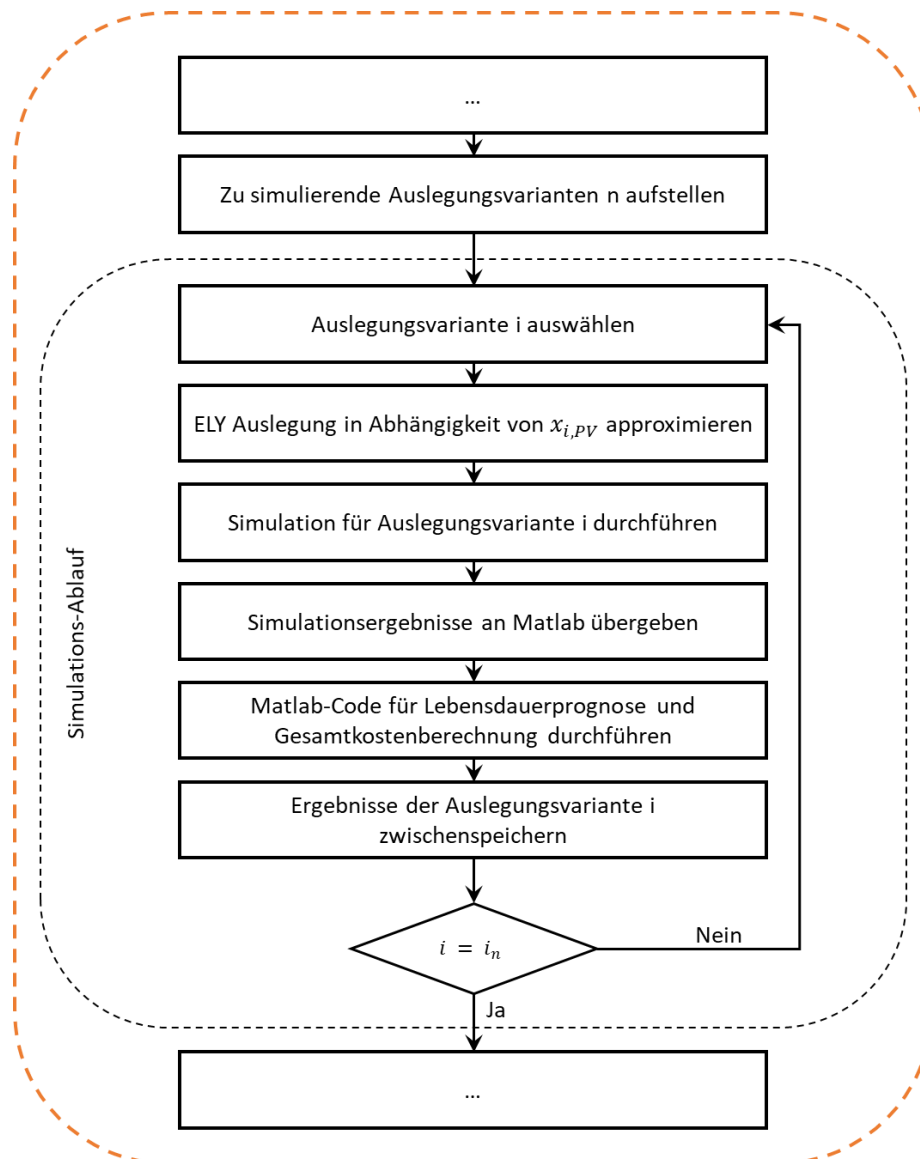 ...
Zu simulierende Auslegungsvarianten n aufstellen
Auslegungsvariante i auswählen
ELY Auslegung in Abhängigkeit von x_{i,PV} approximieren
Simulation für Auslegungsvariante i durchführen
Simulationsergebnisse an Matlab übergeben
Matlab-Code für Lebensdauerprognose und
Gesamtkostenberechnung durchführen
Ergebnisse der Auslegungsvariante i
zwischenspeichern
i = i_n
Nein
Ja
...
Simulations-Ablauf